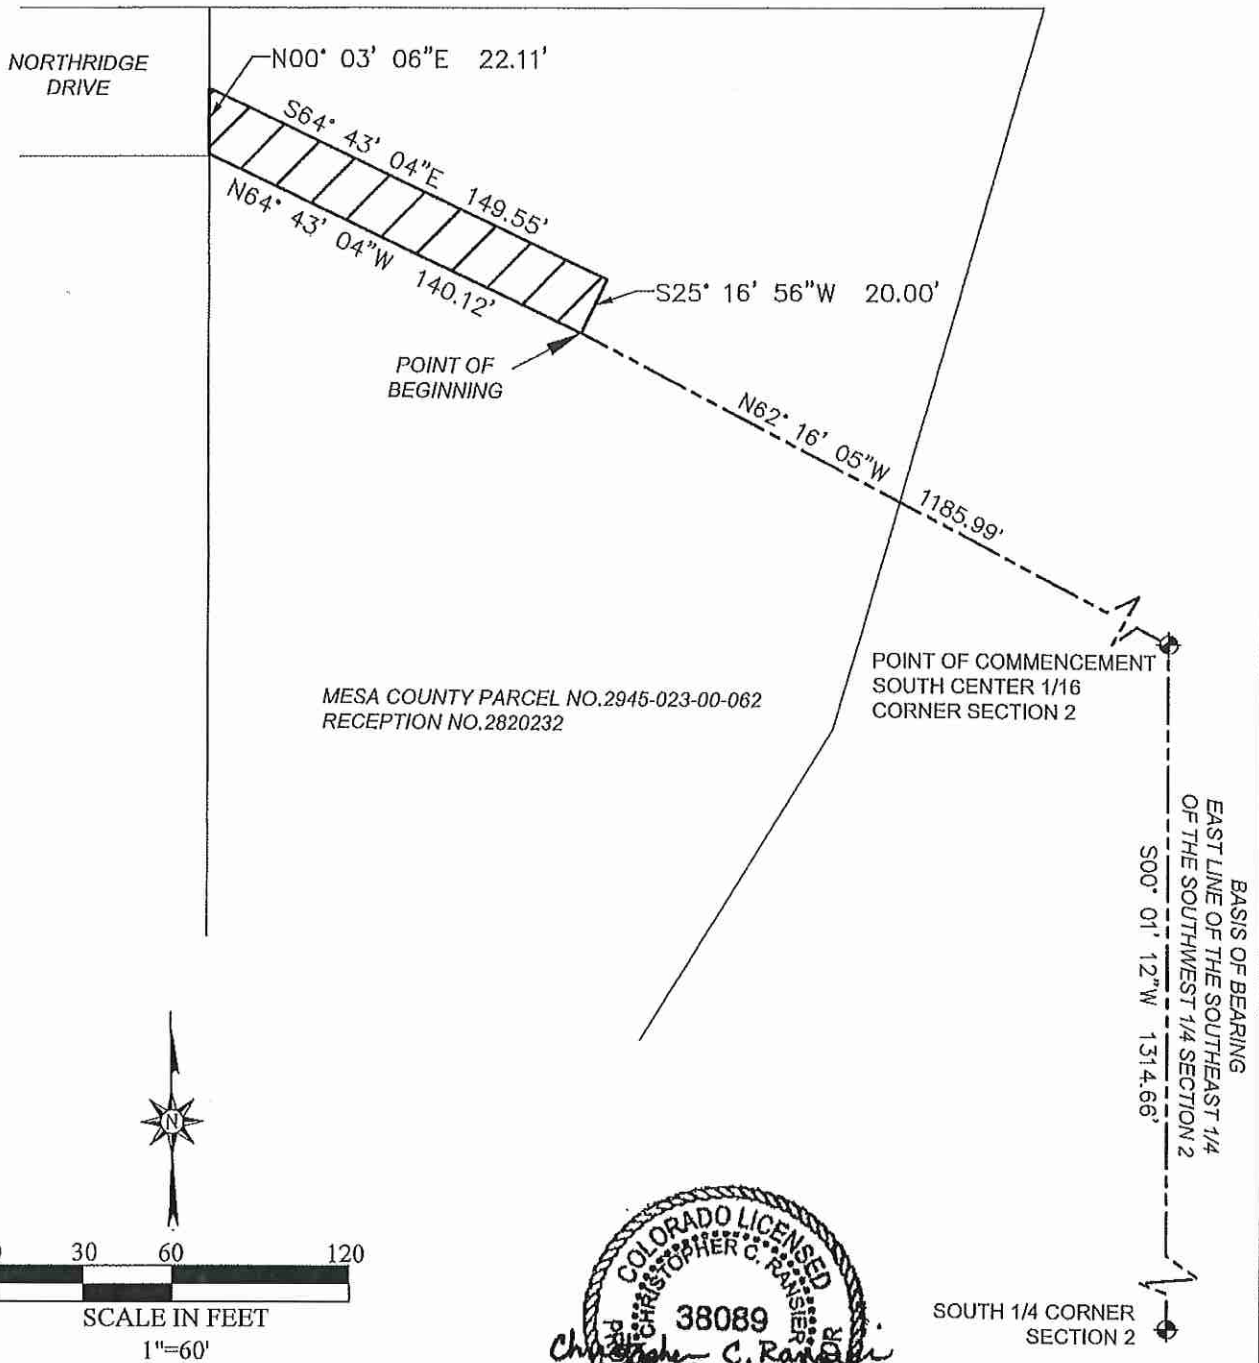 NORTHRIDGE
DRIVE
N00° 03' 06"E 22.11'
S64° 43' 04"E 149.55'
N64° 43' 04"W 140.12'
S25° 16' 56"W 20.00'
POINT OF
BEGINNING
N62° 16' 05"W 1185.99'
POINT OF COMMENCEMENT
SOUTH CENTER 1/16
CORNER SECTION 2
MESA COUNTY PARCEL NO.2945-023-00-062
RECEPTION NO.2820232
BASIS OF BEARING
EAST LINE OF THE SOUTHEAST 1/4
OF THE SOUTHWEST 1/4 SECTION 2
S00° 01' 12"W 1314.66'
N
30 60 120
SCALE IN FEET
1"=60'
COLORADO LICENSED
CHRISTOPHER C. RANSIER
38089
Christopher C. Ransier
SOUTH 1/4 CORNER
SECTION 2